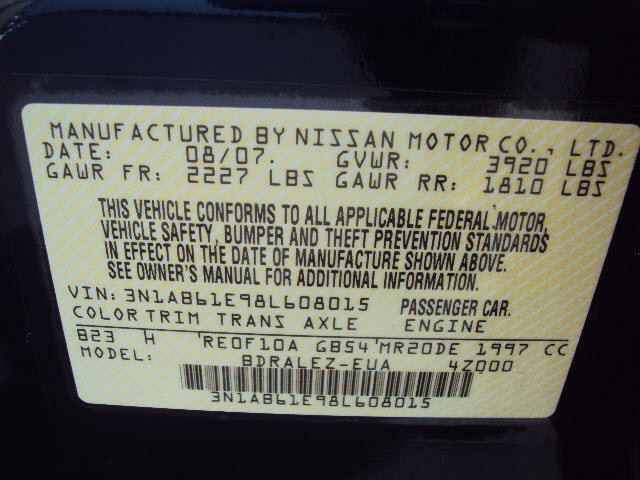 MANUFACTURED BY NISSAN MOTOR CO., LTD.
DATE: 08/07. GVWR: 3920 LBS
GAWR FR: 2227 LBS GAWR RR: 1810 LBS
THIS VEHICLE CONFORMS TO ALL APPLICABLE FEDERAL MOTOR,
VEHICLE SAFETY, BUMPER AND THEFT PREVENTION STANDARDS
IN EFFECT ON THE DATE OF MANUFACTURE SHOWN ABOVE.
SEE OWNER'S MANUAL FOR ADDITIONAL INFORMATION.
VIN: 3N1AB61E98L608015 PASSENGER CAR.
COLOR TRIM TRANS AXLE ENGINE
B23 H RE0F10A GB54 MR20DE 1997 CC
MODEL: BDRALEZ-EUA 4Z000
3N1AB61E98L608015